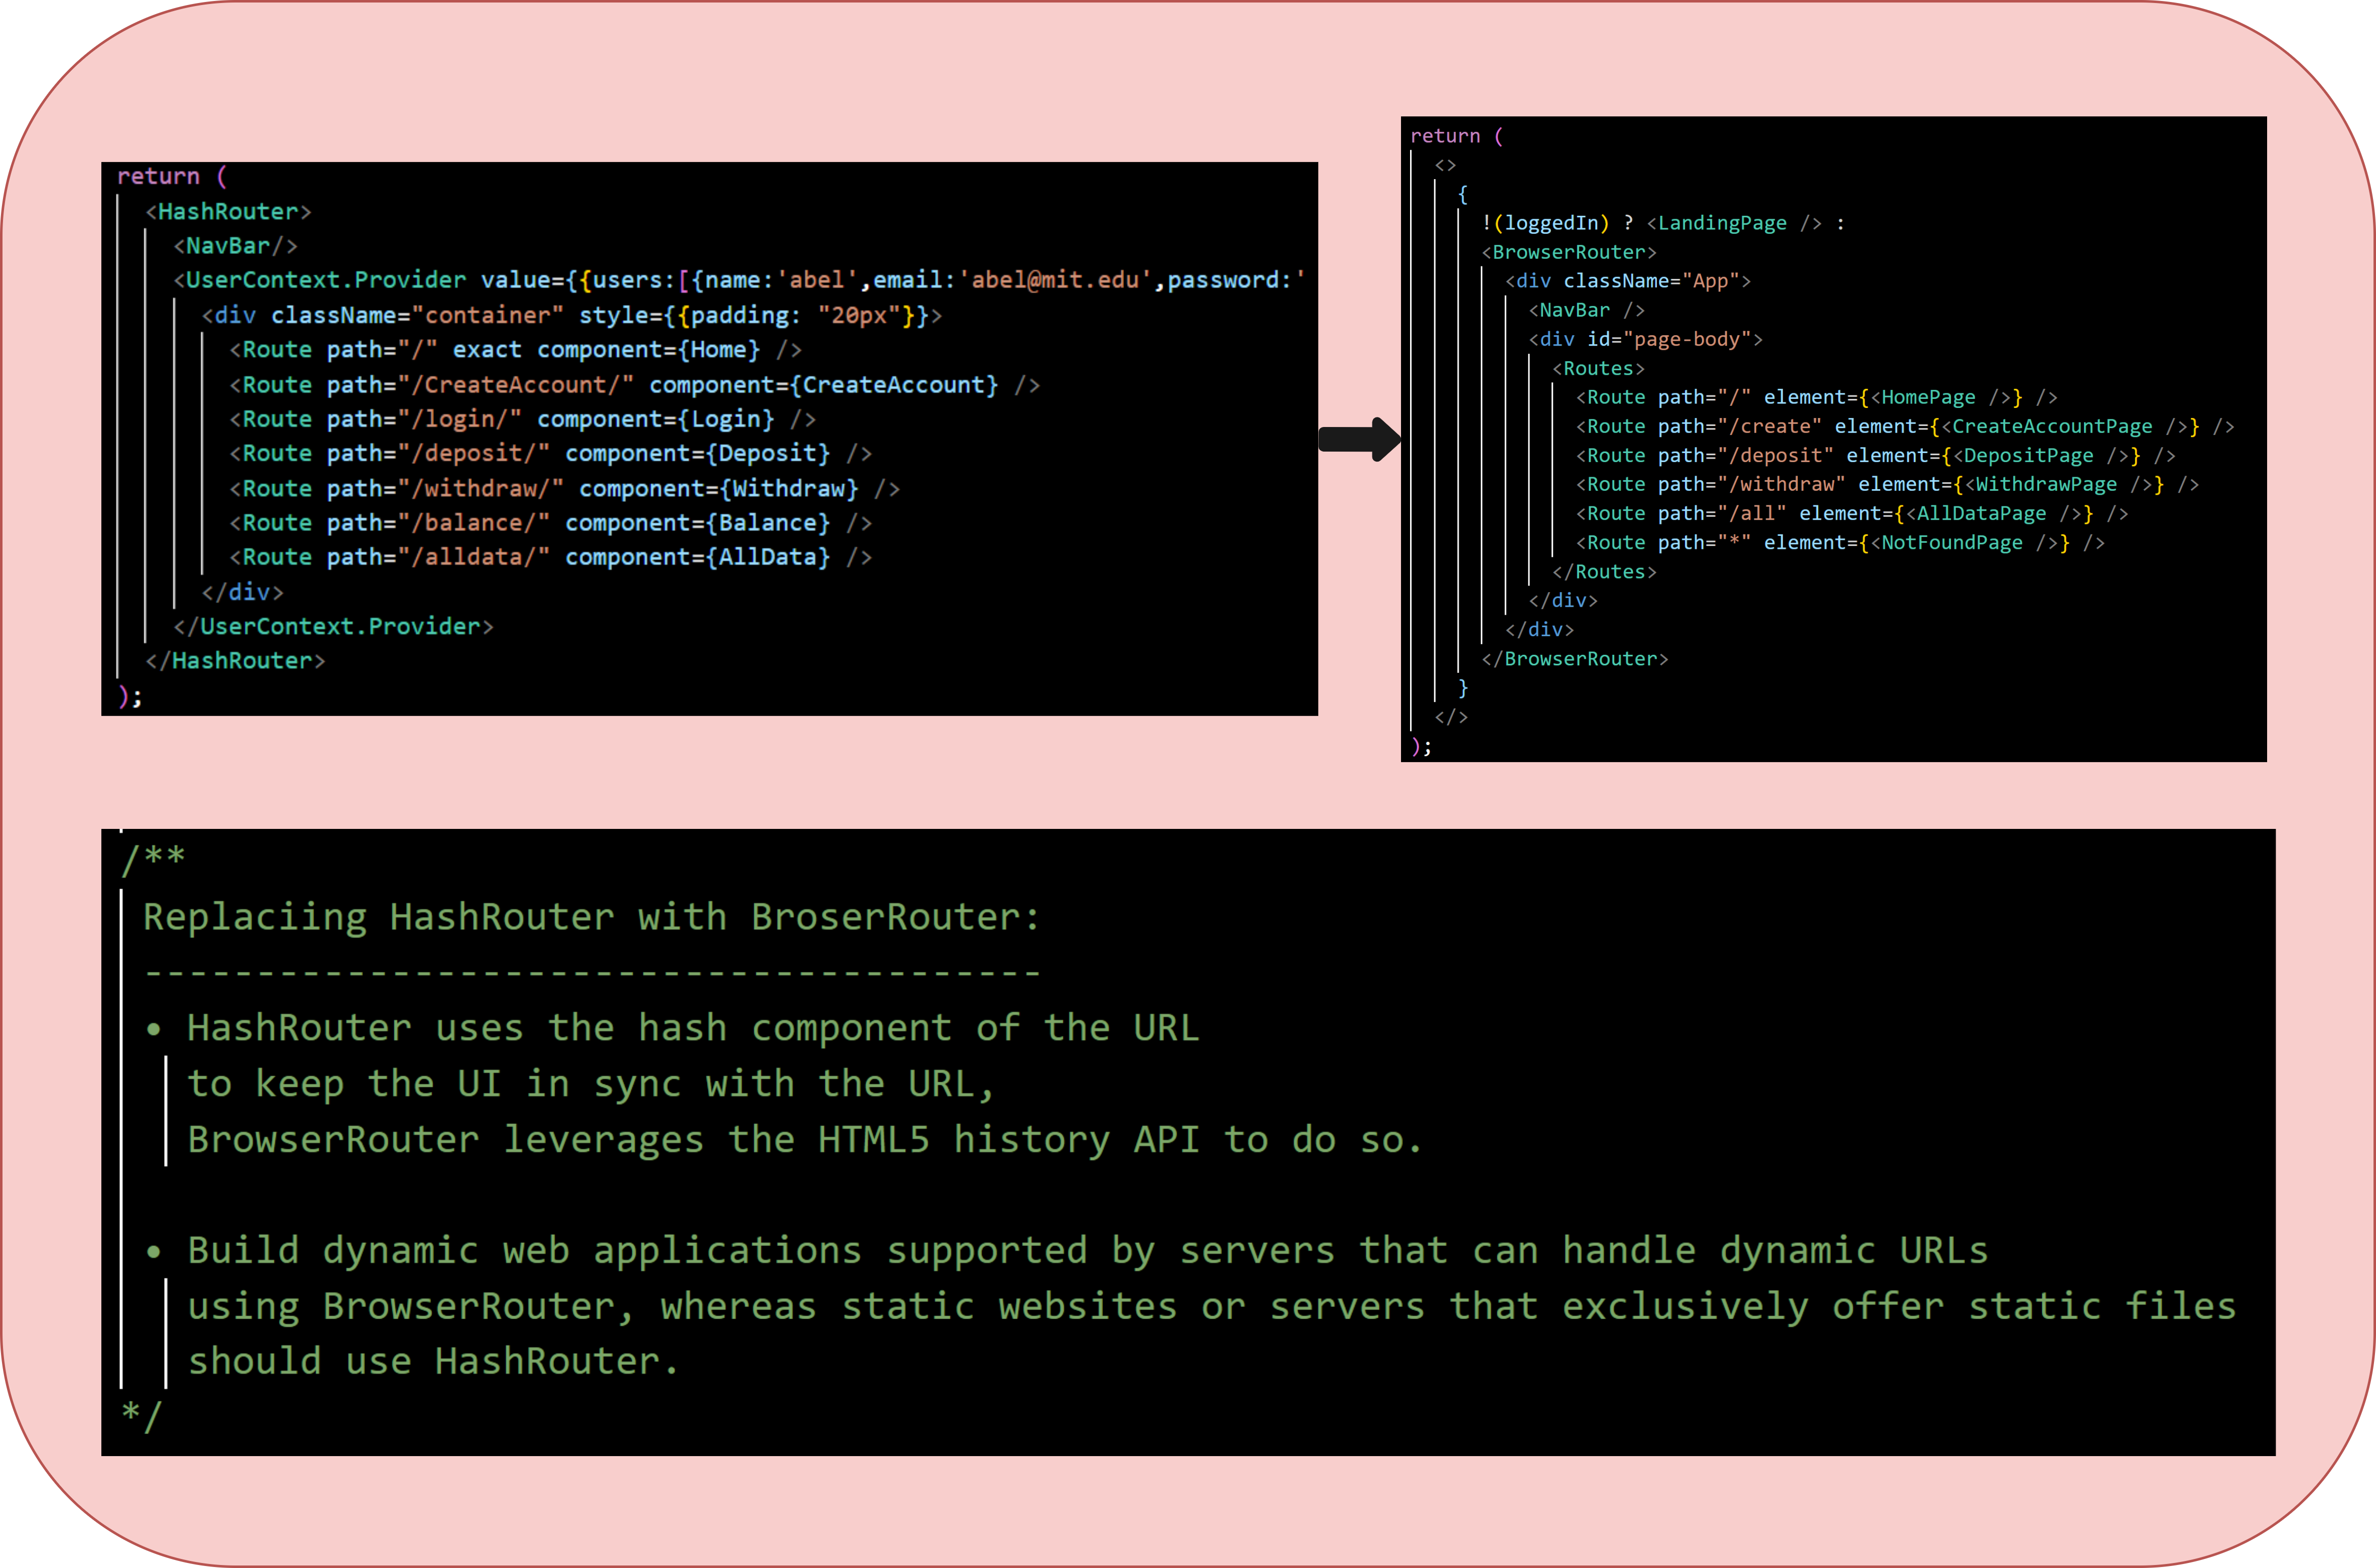 return (
<HashRouter>
<NavBar/>
<UserContext.Provider value={{users:[{name:'abel',email:'abel@mit.edu',password:'
<div className="container" style={{padding: "20px"}}>
<Route path="/" exact component={Home} />
<Route path="/CreateAccount/" component={CreateAccount} />
<Route path="/login/" component={Login} />
<Route path="/deposit/" component={Deposit} />
<Route path="/withdraw/" component={Withdraw} />
<Route path="/balance/" component={Balance} />
<Route path="/alldata/" component={AllData} />
</div>
</UserContext.Provider>
</HashRouter>
);
return (
<>
{
!(loggedIn) ? <LandingPage /> :
<BrowserRouter>
<div className="App">
<NavBar />
<div id="page-body">
<Routes>
<Route path="/" element={<HomePage />} />
<Route path="/create" element={<CreateAccountPage />} />
<Route path="/deposit" element={<DepositPage />} />
<Route path="/withdraw" element={<WithdrawPage />} />
<Route path="/all" element={<AllDataPage />} />
<Route path="*" element={<NotFoundPage />} />
</Routes>
</div>
</div>
</BrowserRouter>
}
</>
);
/**
Replaciing HashRouter with BroserRouter:
----------------------------------------
• HashRouter uses the hash component of the URL
to keep the UI in sync with the URL,
BrowserRouter leverages the HTML5 history API to do so.
• Build dynamic web applications supported by servers that can handle dynamic URLs
using BrowserRouter, whereas static websites or servers that exclusively offer static files
should use HashRouter.
*/